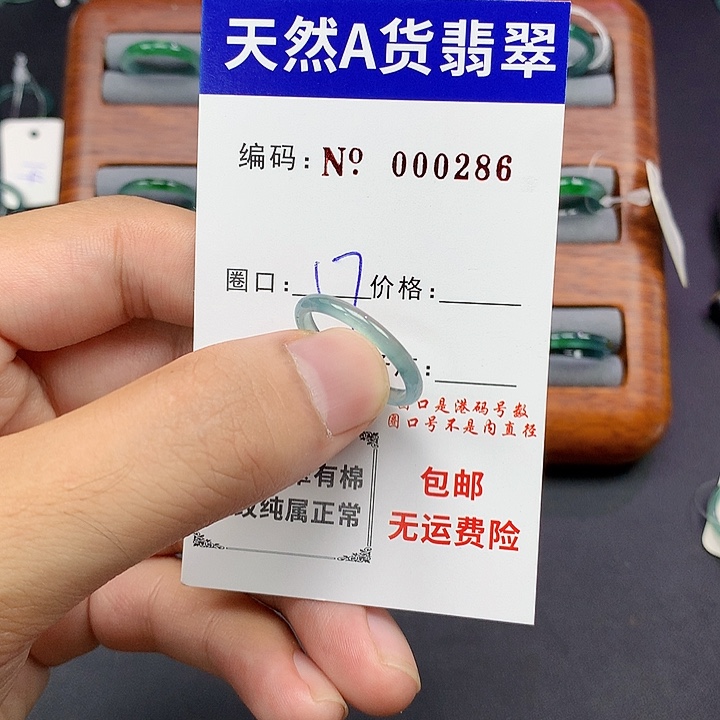 天然A货翡翠
编码：Nº 000286
圈口：17 价格：
圈口是港码号数
圈口号不是内直径
有棉
纹纯属正常
包邮
无运费险